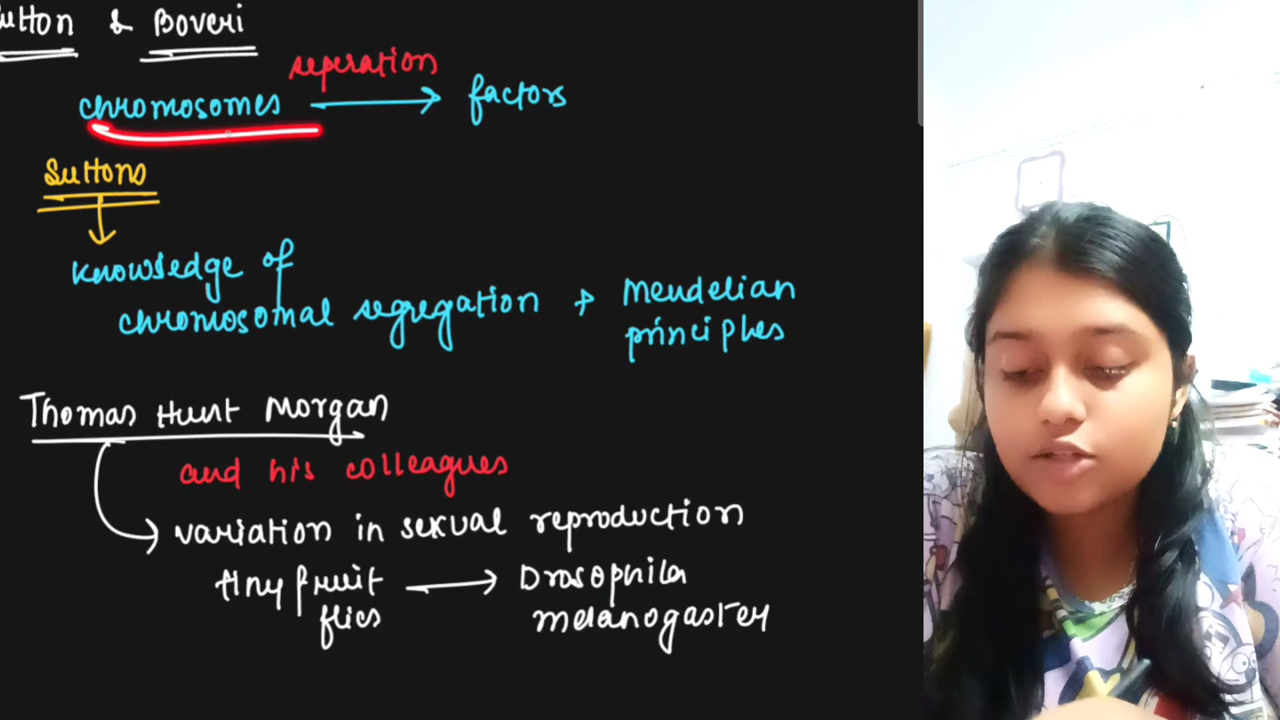 utton & Boveri
seperation
chromosomes → factors
Suttons
knowledge of
chromosomal segregation + Mendelian
principles
Thomas Hunt Morgan
and his colleagues
variation in sexual reproduction
tiny fruit → Drosophila
flies melanogaster